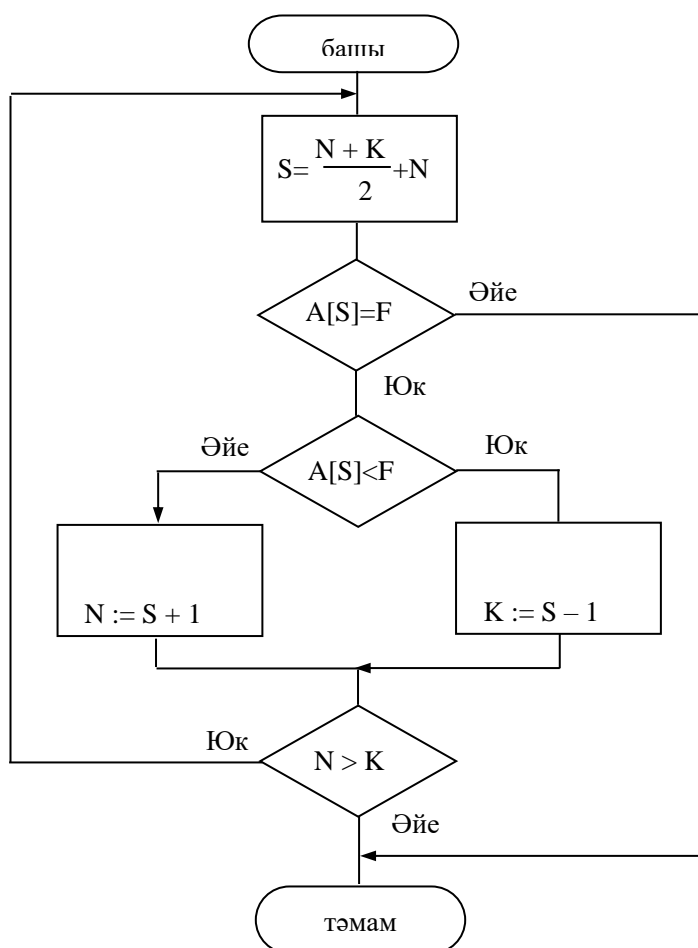 башы
S= N + K / 2 +N
A[S]=F
Әйе
Юк
A[S]<F
Әйе
Юк
N := S + 1
K := S – 1
N > K
Юк
Әйе
тәмам